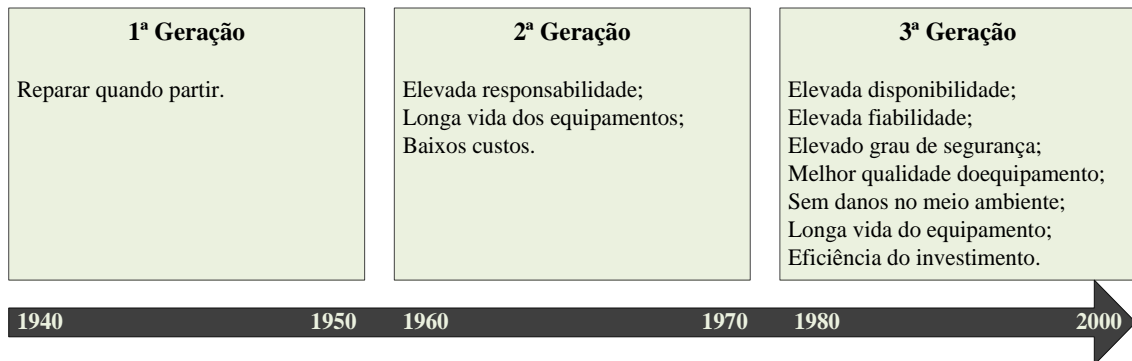 1ª Geração
Reparar quando partir.
2ª Geração
Elevada responsabilidade;
Longa vida dos equipamentos;
Baixos custos.
3ª Geração
Elevada disponibilidade;
Elevada fiabilidade;
Elevado grau de segurança;
Melhor qualidade doequipamento;
Sem danos no meio ambiente;
Longa vida do equipamento;
Eficiência do investimento.
1940 1950 1960 1970 1980 2000